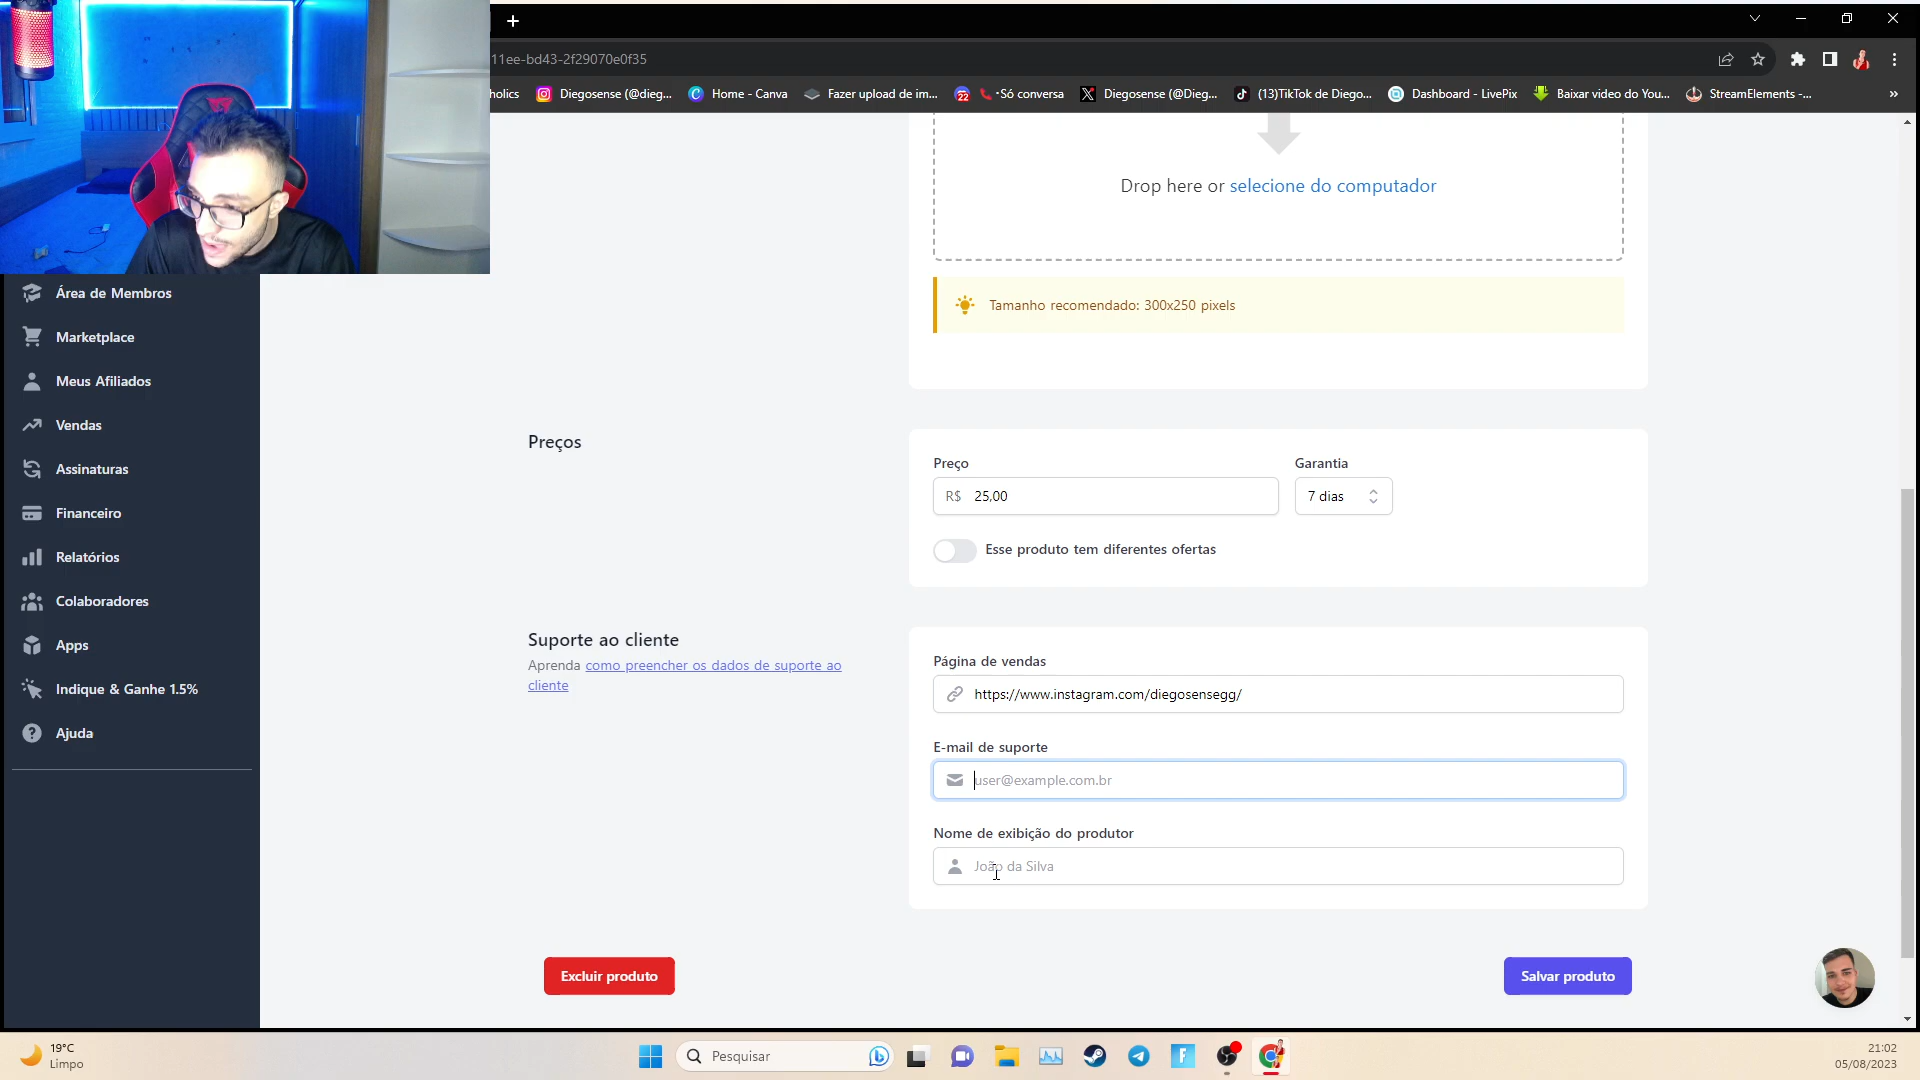 11ee-bd43-2f29070e0f35
holics
Diegosense (@dieg...
Home - Canva
Fazer upload de im...
22
Só conversa
Diegosense (@Dieg...
(13)TikTok de Diego...
Dashboard - LivePix
Baixar video do You...
StreamElements -...
»
Drop here or selecione do computador
Tamanho recomendado: 300x250 pixels
Área de Membros
Marketplace
Meus Afiliados
Vendas
Assinaturas
Financeiro
Relatórios
Colaboradores
Apps
Indique & Ganhe 1.5%
Ajuda
Preços
Preço
Garantia
R$ 25,00
7 dias
Esse produto tem diferentes ofertas
Suporte ao cliente
Aprenda como preencher os dados de suporte ao
cliente
Página de vendas
https://www.instagram.com/diegosensegg/
E-mail de suporte
user@example.com.br
Nome de exibição do produtor
João da Silva
Excluir produto
Salvar produto
19°C
Limpo
Pesquisar
21:02
05/08/2023